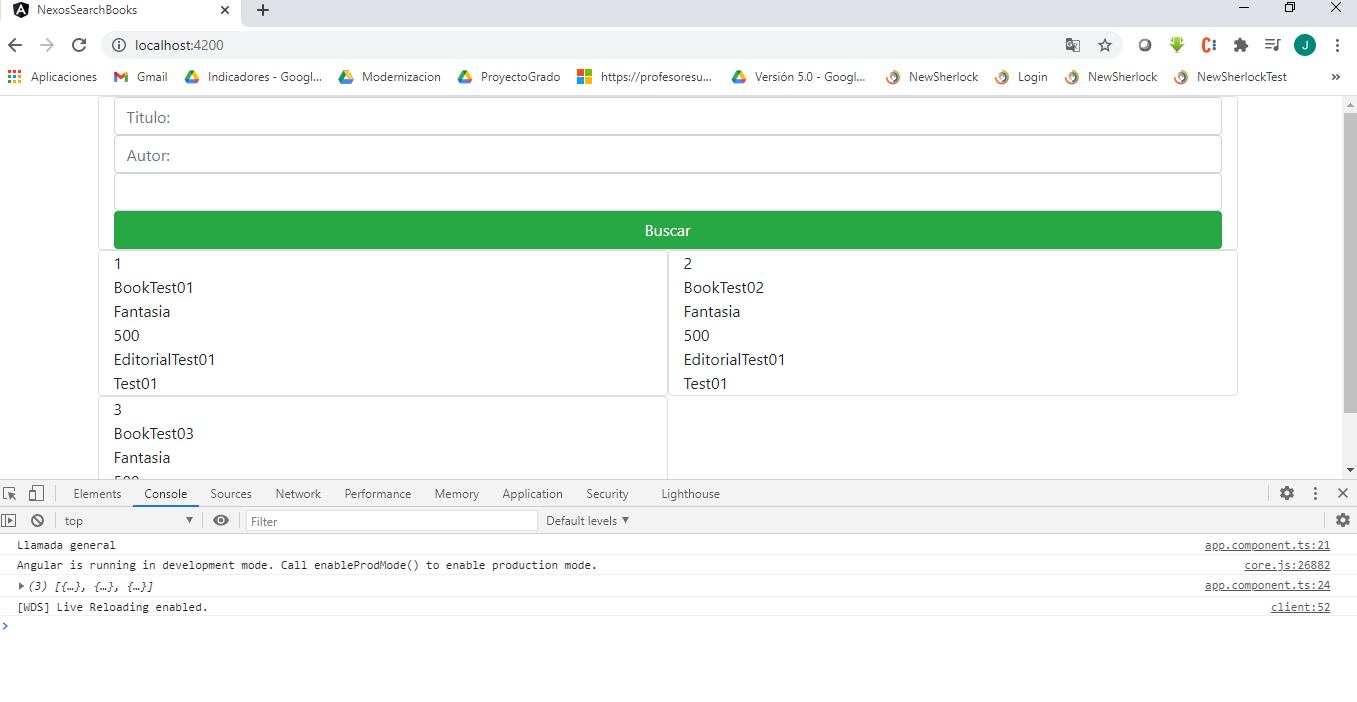 NexosSearchBooks
localhost:4200
J
Aplicaciones Gmail Indicadores - Googl... Modernizacion ProyectoGrado https://profesoresu... Versión 5.0 - Googl... NewSherlock Login NewSherlock NewSherlockTest »
Titulo:
Autor:
Buscar
1
BookTest01
Fantasia
500
EditorialTest01
Test01
2
BookTest02
Fantasia
500
EditorialTest01
Test01
3
BookTest03
Fantasia
500
Elements Console Sources Network Performance Memory Application Security Lighthouse
top Filter Default levels
Llamada general app.component.ts:21
Angular is running in development mode. Call enableProdMode() to enable production mode. core.js:26882
(3) [{…}, {…}, {…}] app.component.ts:24
[WDS] Live Reloading enabled. client:52